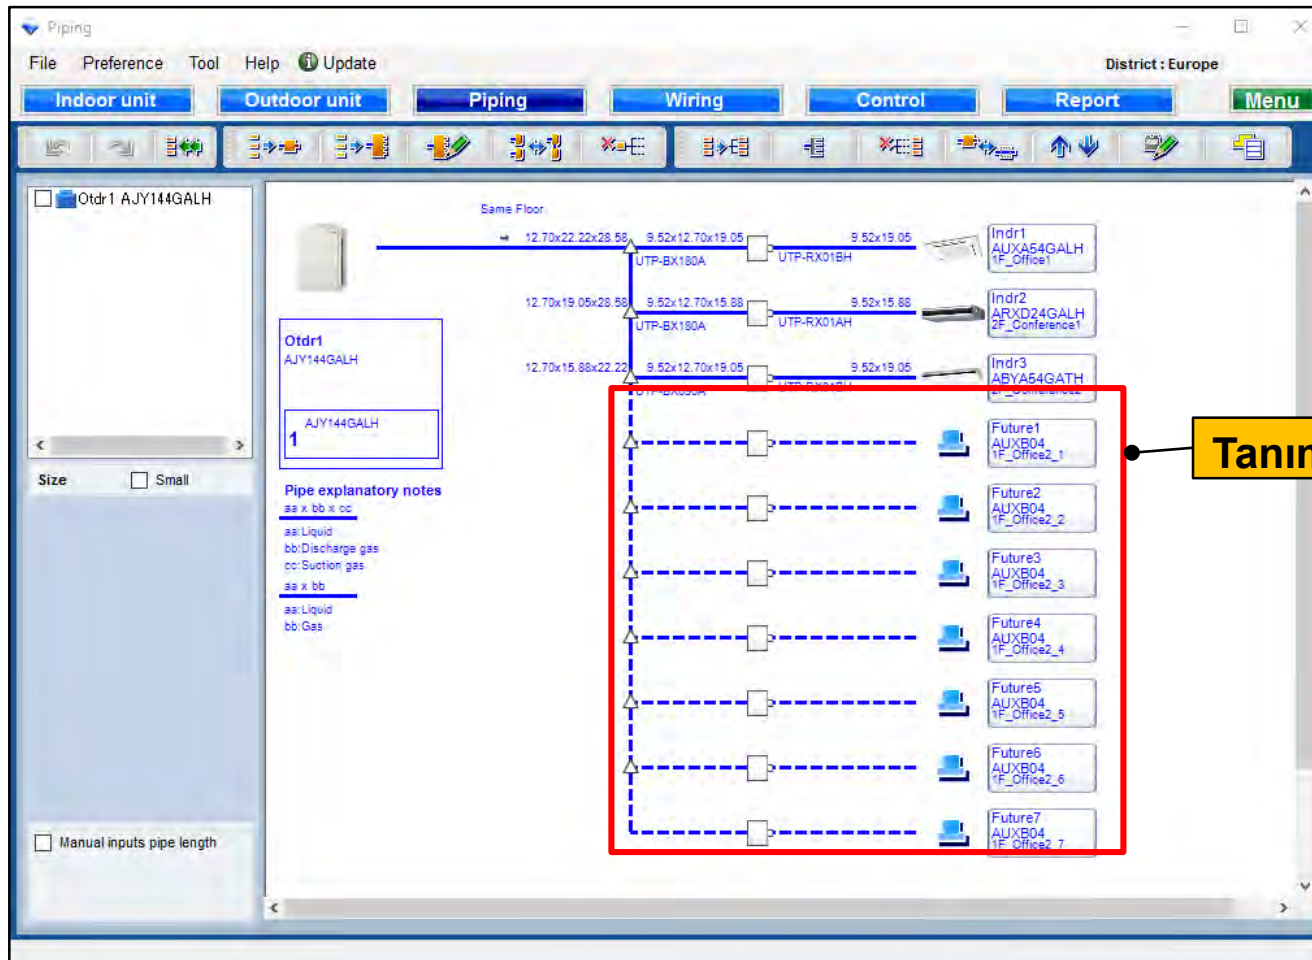 Piping
File Preference Tool Help Update District : Europe
Indoor unit Outdoor unit Piping Wiring Control Report Menu
Otdr1 AJY144GALH
Size Small
Manual inputs pipe length
Same Floor
12.70x22.22x28.58 9.52x12.70x19.05 9.52x19.05
UTP-BX180A UTP-RX01BH
Indr1
AUXA54GALH
1F_Office1
12.70x19.05x28.58 9.52x12.70x15.88 9.52x15.88
UTP-BX180A UTP-RX01AH
Indr2
ARXD24GALH
2F_Conference1
12.70x15.88x22.22 9.52x12.70x19.05 9.52x19.05
Indr3
ABYA54GATH
2F_Conference2
Otdr1
AJY144GALH
AJY144GALH
1
Pipe explanatory notes
aa x bb x cc
aa:Liquid
bb:Discharge gas
cc:Suction gas
aa x bb
aa:Liquid
bb:Gas
Future1
AUXB04
1F_Office2_1
Future2
AUXB04
1F_Office2_2
Future3
AUXB04
1F_Office2_3
Future4
AUXB04
1F_Office2_4
Future5
AUXB04
1F_Office2_5
Future6
AUXB04
1F_Office2_6
Future7
AUXB04
1F_Office2_7